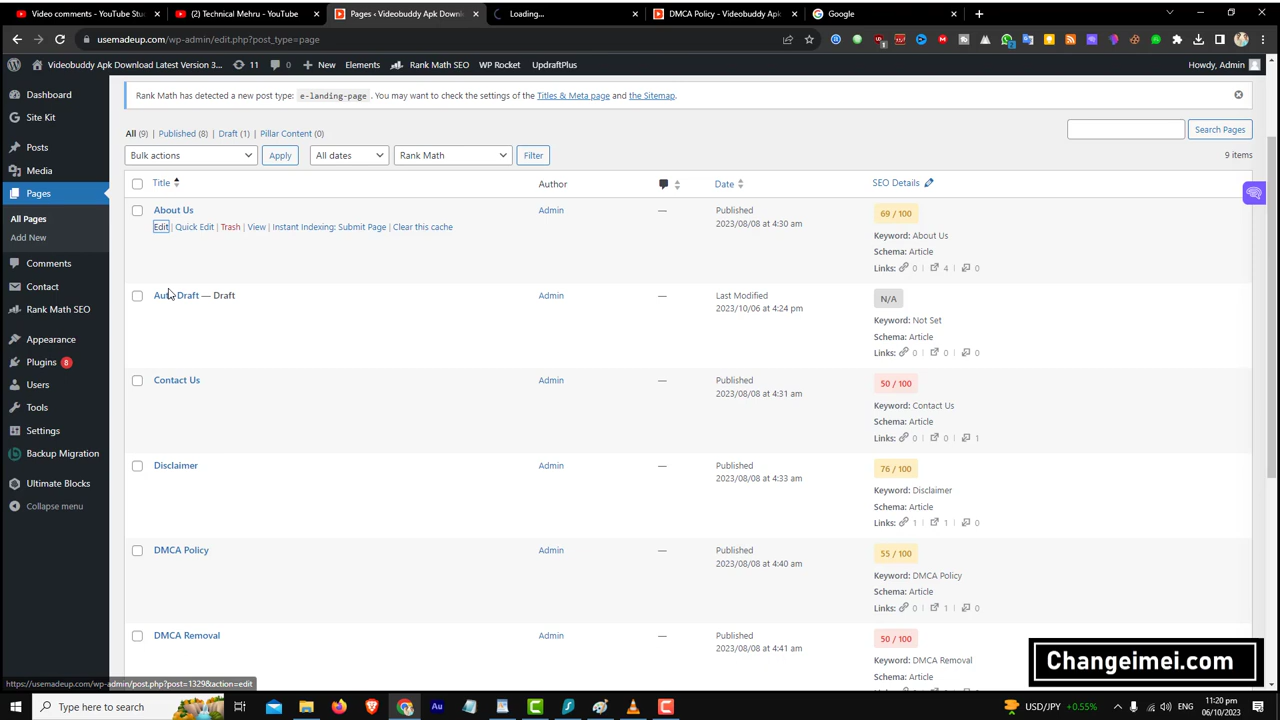 Video comments - YouTube Stu
(2) Technical Mehru - YouTube
Pages ‹ Videobuddy Apk Downl
Loading...
DMCA Policy - Videobuddy Apk
Google
usemadeup.com/wp-admin/edit.php?post_type=page
Videobuddy Apk Download Latest Version 3...
11
0
New
Elements
Rank Math SEO
WP Rocket
UpdraftPlus
Howdy, Admin
Dashboard
Site Kit
Posts
Media
Pages
All Pages
Add New
Comments
Contact
Rank Math SEO
Appearance
Plugins 8
Users
Tools
Settings
Backup Migration
Ultimate Blocks
Collapse menu
Rank Math has detected a new post type: e-landing-page. You may want to check the settings of the Titles & Meta page and the Sitemap.
All (9) | Published (8) | Draft (1) | Pillar Content (0)
Search Pages
Bulk actions
Apply
All dates
Rank Math
Filter
9 items
Title
Author
Date
SEO Details
About Us
Edit | Quick Edit | Trash | View | Instant Indexing: Submit Page | Clear this cache
Admin
—
Published
2023/08/08 at 4:30 am
69 / 100
Keyword: About Us
Schema: Article
Links: 0 | 4 | 0
Auto Draft — Draft
Admin
—
Last Modified
2023/10/06 at 4:24 pm
N/A
Keyword: Not Set
Schema: Article
Links: 0 | 0 | 0
Contact Us
Admin
—
Published
2023/08/08 at 4:31 am
50 / 100
Keyword: Contact Us
Schema: Article
Links: 0 | 0 | 1
Disclaimer
Admin
—
Published
2023/08/08 at 4:33 am
76 / 100
Keyword: Disclaimer
Schema: Article
Links: 1 | 1 | 0
DMCA Policy
Admin
—
Published
2023/08/08 at 4:40 am
55 / 100
Keyword: DMCA Policy
Schema: Article
Links: 0 | 1 | 0
DMCA Removal
Admin
—
Published
2023/08/08 at 4:41 am
50 / 100
Keyword: DMCA Removal
Schema: Article
Changeimei.com
https://usemadeup.com/wp-admin/post.php?post=1329&action=edit
Type here to search
USD/JPY +0.55%
ENG
11:20 pm
06/10/2023